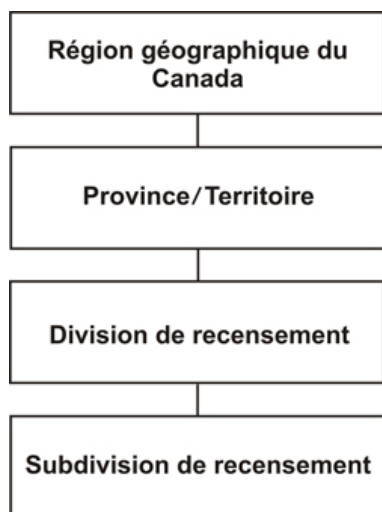 Région géographique du
Canada
Province/Territoire
Division de recensement
Subdivision de recensement